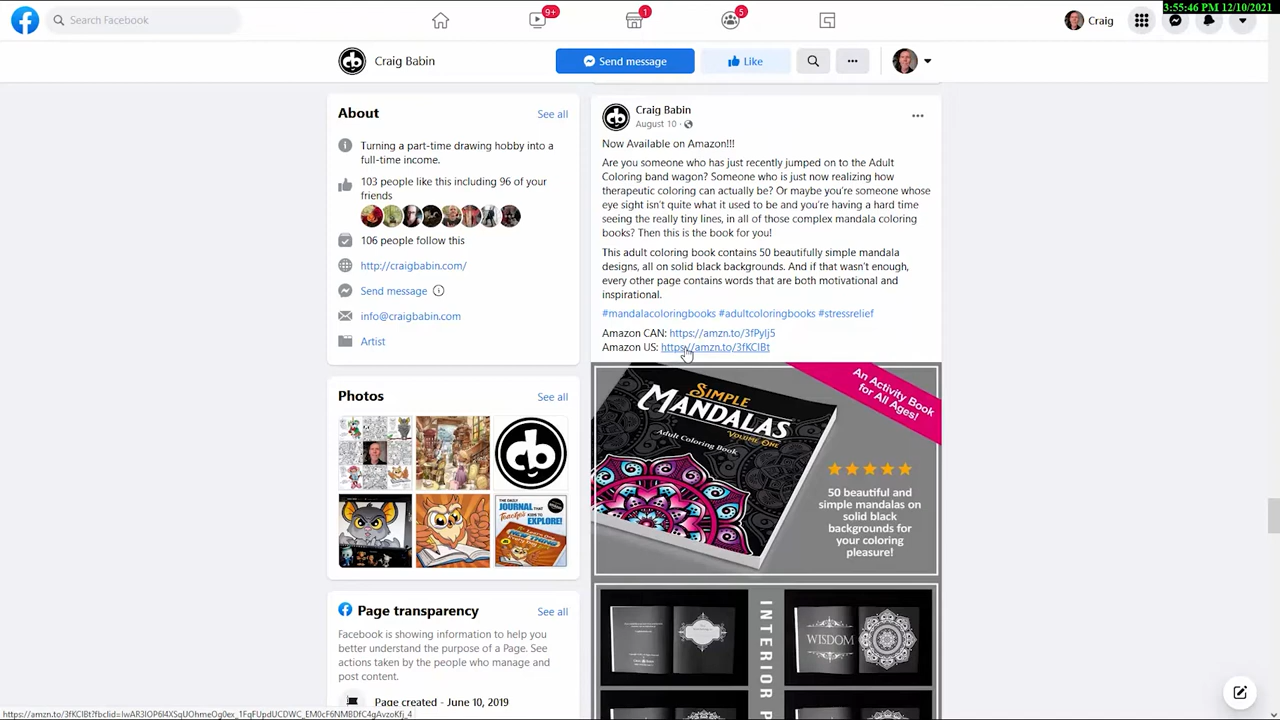 3:55:46 PM 12/10/2021
Search Facebook
9+
1
5
Craig
Craig Babin
Send message
Like
About
See all
Turning a part-time drawing hobby into a
full-time income.
103 people like this including 96 of your
friends
106 people follow this
http://craigbabin.com/
Send message
info@craigbabin.com
Artist
Photos
See all
THE DAILY
JOURNAL THAT
Teaches KIDS TO
EXPLORE!
Page transparency
See all
Facebook is showing information to help you
better understand the purpose of a Page. See
actions taken by the people who manage and
post content.
Page created - June 10, 2019
Craig Babin
August 10 ·
Now Available on Amazon!!!
Are you someone who has just recently jumped on to the Adult
Coloring band wagon? Someone who is just now realizing how
therapeutic coloring can actually be? Or maybe you're someone whose
eye sight isn't quite what it used to be and you're having a hard time
seeing the really tiny lines, in all of those complex mandala coloring
books? Then this is the book for you!
This adult coloring book contains 50 beautifully simple mandala
designs, all on solid black backgrounds. And if that wasn't enough,
every other page contains words that are both motivational and
inspirational.
#mandalacoloringbooks #adultcoloringbooks #stressrelief
Amazon CAN: https://amzn.to/3fPyIj5
Amazon US: https://amzn.to/3fKCIBt
An Activity Book
for All Ages!
SIMPLE
MANDALAS
Adult Coloring Book
VOLUME ONE
50 beautiful and
simple mandalas on
solid black
backgrounds for
your coloring
pleasure!
INTERIOR P
WISDOM